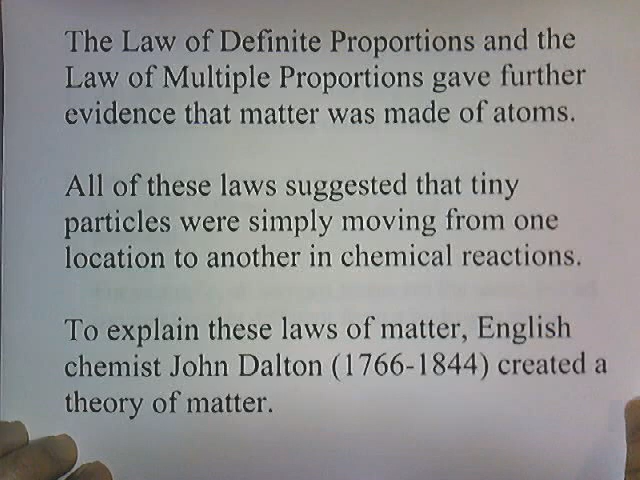 The Law of Definite Proportions and the
Law of Multiple Proportions gave further
evidence that matter was made of atoms.
All of these laws suggested that tiny
particles were simply moving from one
location to another in chemical reactions.
To explain these laws of matter, English
chemist John Dalton (1766-1844) created a
theory of matter.